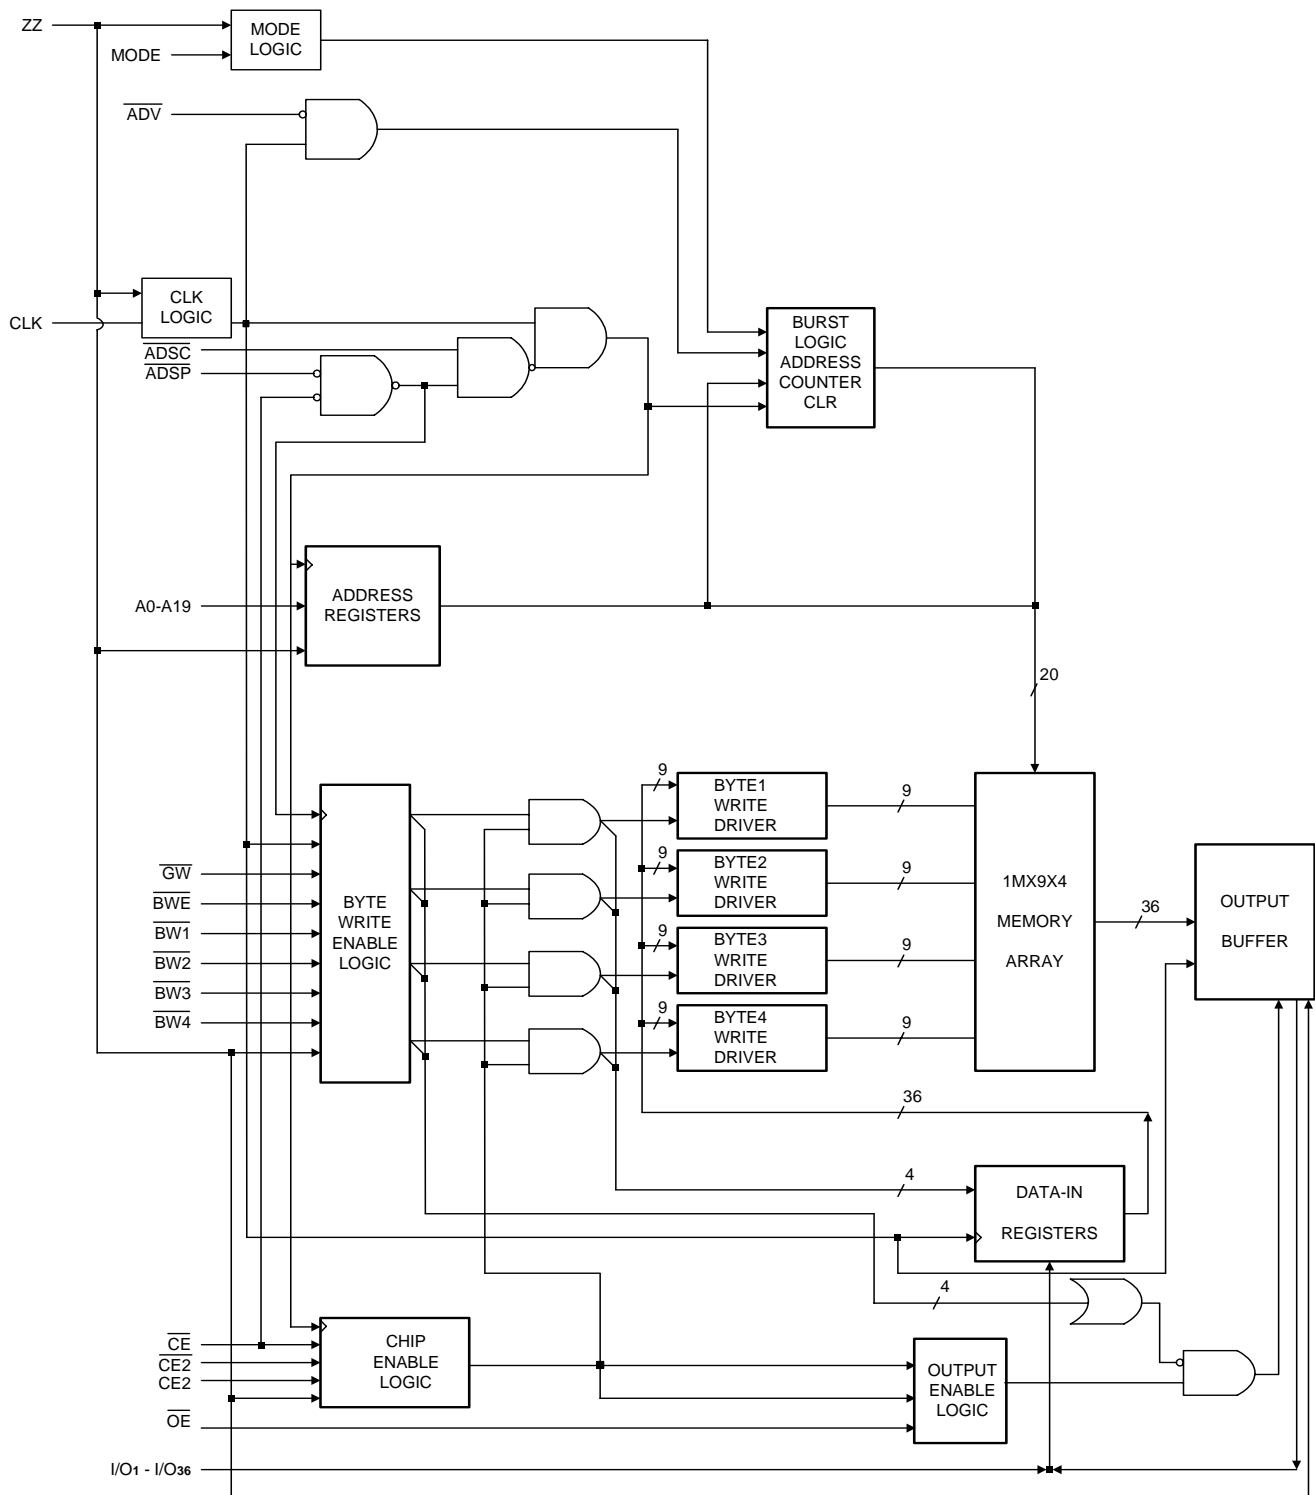 ZZ
MODE
LOGIC
MODE
ADV
CLK
LOGIC
CLK
ADSC
ADSP
BURST
LOGIC
ADDRESS
COUNTER
CLR
ADDRESS
REGISTERS
A0-A19
20
9
BYTE1
WRITE
DRIVER
9
9
BYTE2
WRITE
DRIVER
9
9
BYTE3
WRITE
DRIVER
9
9
BYTE4
WRITE
DRIVER
9
GW
BWE
BW1
BW2
BW3
BW4
BYTE
WRITE
ENABLE
LOGIC
1MX9X4
MEMORY
ARRAY
36
OUTPUT
BUFFER
36
4
DATA-IN
REGISTERS
4
CE
CE2
CE2
CHIP
ENABLE
LOGIC
OUTPUT
ENABLE
LOGIC
OE
I/O1 - I/O36